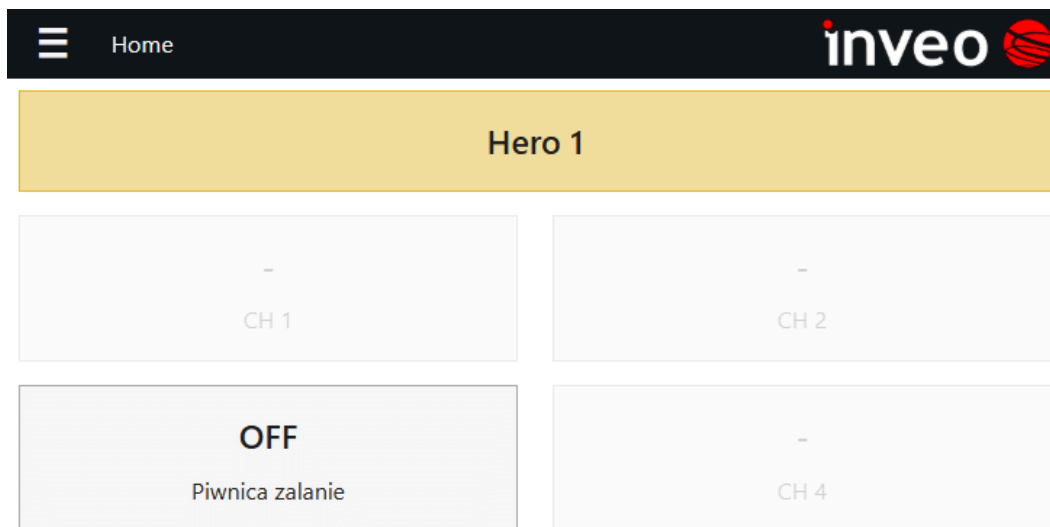 Home
inveo
Hero 1
-
CH 1
-
CH 2
OFF
Piwnica zalanie
-
CH 4